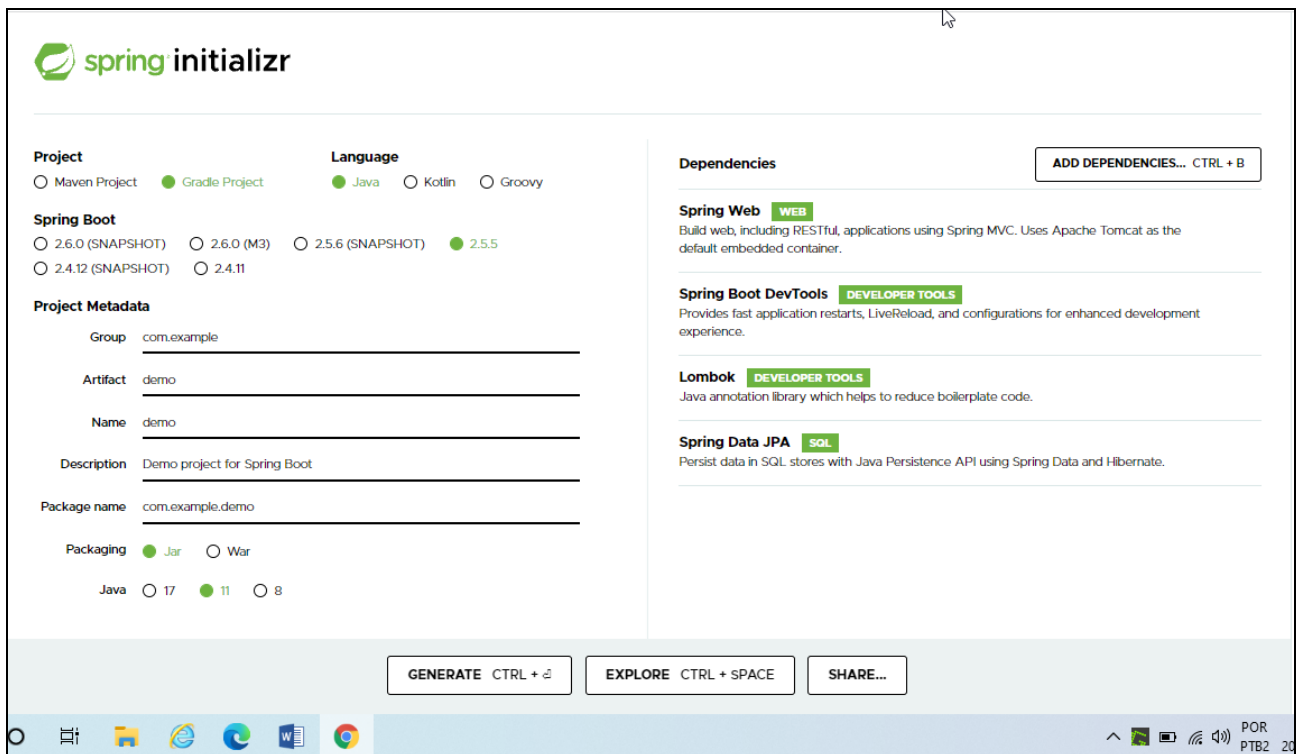 spring initializr
Project
Maven Project Gradle Project
Language
Java Kotlin Groovy
Spring Boot
2.6.0 (SNAPSHOT) 2.6.0 (M3) 2.5.6 (SNAPSHOT) 2.5.5
2.4.12 (SNAPSHOT) 2.4.11
Project Metadata
Group com.example
Artifact demo
Name demo
Description Demo project for Spring Boot
Package name com.example.demo
Packaging Jar War
Java 17 11 8
Dependencies
ADD DEPENDENCIES... CTRL + B
Spring Web WEB
Build web, including RESTful, applications using Spring MVC. Uses Apache Tomcat as the
default embedded container.
Spring Boot DevTools DEVELOPER TOOLS
Provides fast application restarts, LiveReload, and configurations for enhanced development
experience.
Lombok DEVELOPER TOOLS
Java annotation library which helps to reduce boilerplate code.
Spring Data JPA SQL
Persist data in SQL stores with Java Persistence API using Spring Data and Hibernate.
GENERATE CTRL + ⏎
EXPLORE CTRL + SPACE
SHARE...
W
POR
PTB2 20